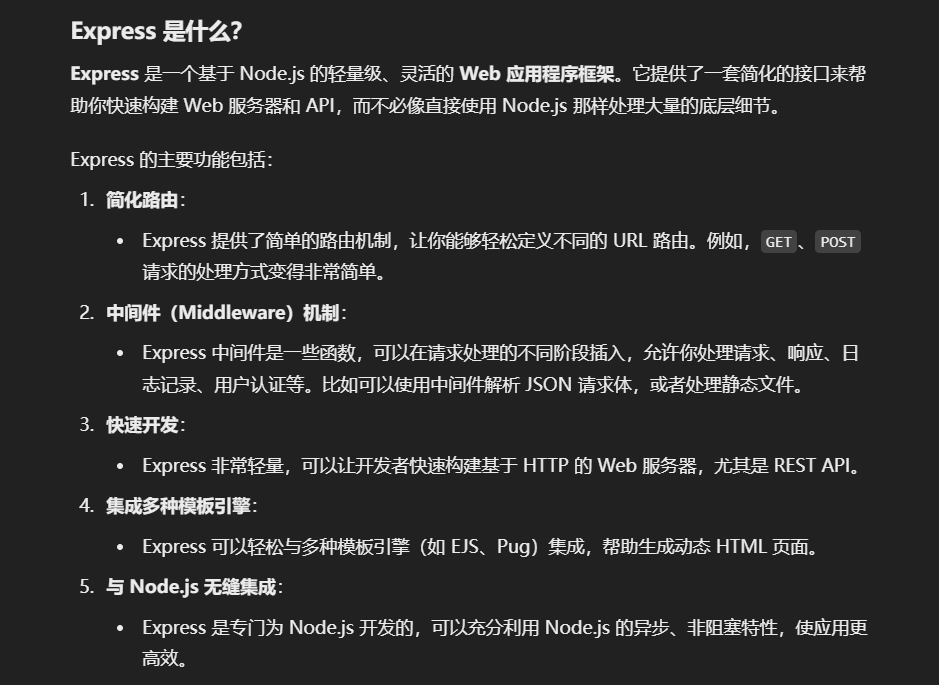 Express 是什么？
Express 是一个基于 Node.js 的轻量级、灵活的 Web 应用程序框架。它提供了一套简化的接口来帮
助你快速构建 Web 服务器和 API，而不必像直接使用 Node.js 那样处理大量的底层细节。
Express 的主要功能包括：
1. 简化路由：
• Express 提供了简单的路由机制，让你能够轻松定义不同的 URL 路由。例如，GET、POST
请求的处理方式变得非常简单。
2. 中间件（Middleware）机制：
• Express 中间件是一些函数，可以在请求处理的不同阶段插入，允许你处理请求、响应、日
志记录、用户认证等。比如可以使用中间件解析 JSON 请求体，或者处理静态文件。
3. 快速开发：
• Express 非常轻量，可以让开发者快速构建基于 HTTP 的 Web 服务器，尤其是 REST API。
4. 集成多种模板引擎：
• Express 可以轻松与多种模板引擎（如 EJS、Pug）集成，帮助生成动态 HTML 页面。
5. 与 Node.js 无缝集成：
• Express 是专门为 Node.js 开发的，可以充分利用 Node.js 的异步、非阻塞特性，使应用更
高效。